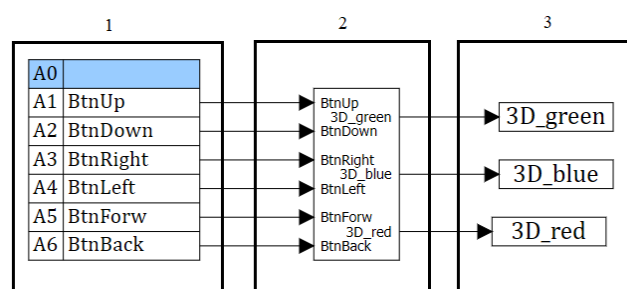 1
2
3
A0
A1 BtnUp
A2 BtnDown
A3 BtnRight
A4 BtnLeft
A5 BtnForw
A6 BtnBack
BtnUp
3D_green
BtnDown
BtnRight
3D_blue
BtnLeft
BtnForw
3D_red
BtnBack
3D_green
3D_blue
3D_red